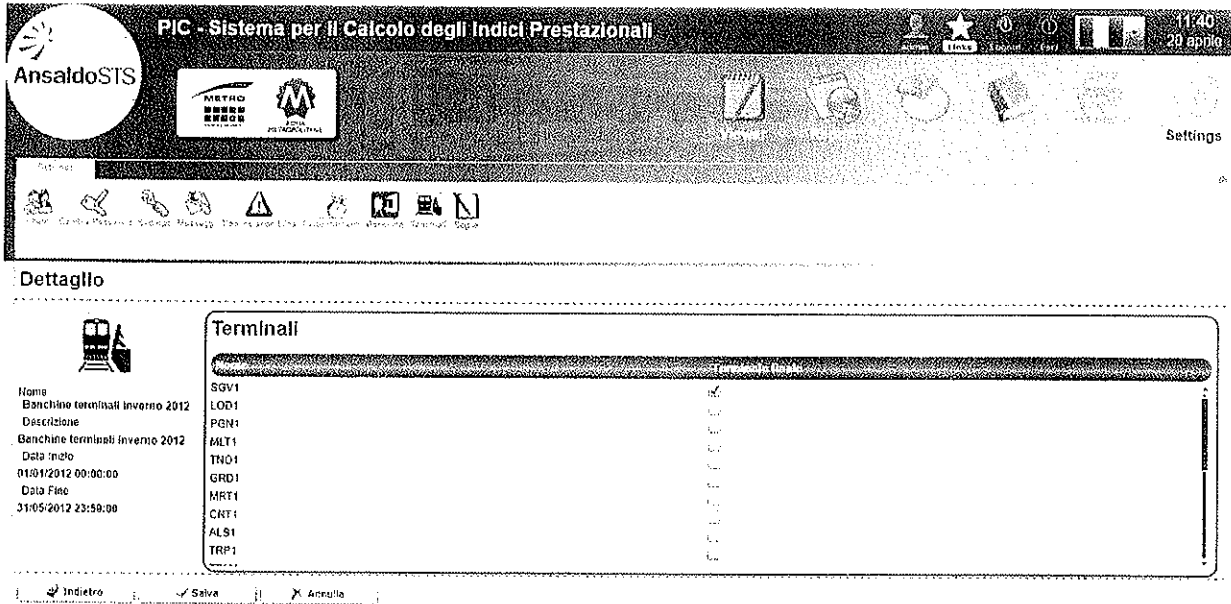 PIC - Sistema per il Calcolo degli Indici Prestazionali
Links
11:40
20 aprile
AnsaldoSTS
METRO
Settings
Dettaglio
Terminali
Nome
Banchine terminali inverno 2012
Descrizione
Banchine terminali inverno 2012
Data Inizio
01/01/2012 00:00:00
Data Fine
31/05/2012 23:59:00
SGV1
LOD1
PGN1
MLT1
TNO1
GRD1
MRT1
CRT1
ALS1
TRP1
Indietro
Salva
Annulla